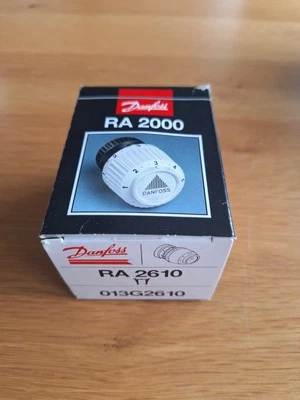 Danfoss
RA 2000
2 3 4
DANFOSS
Danfoss
RA 2610
013G2610